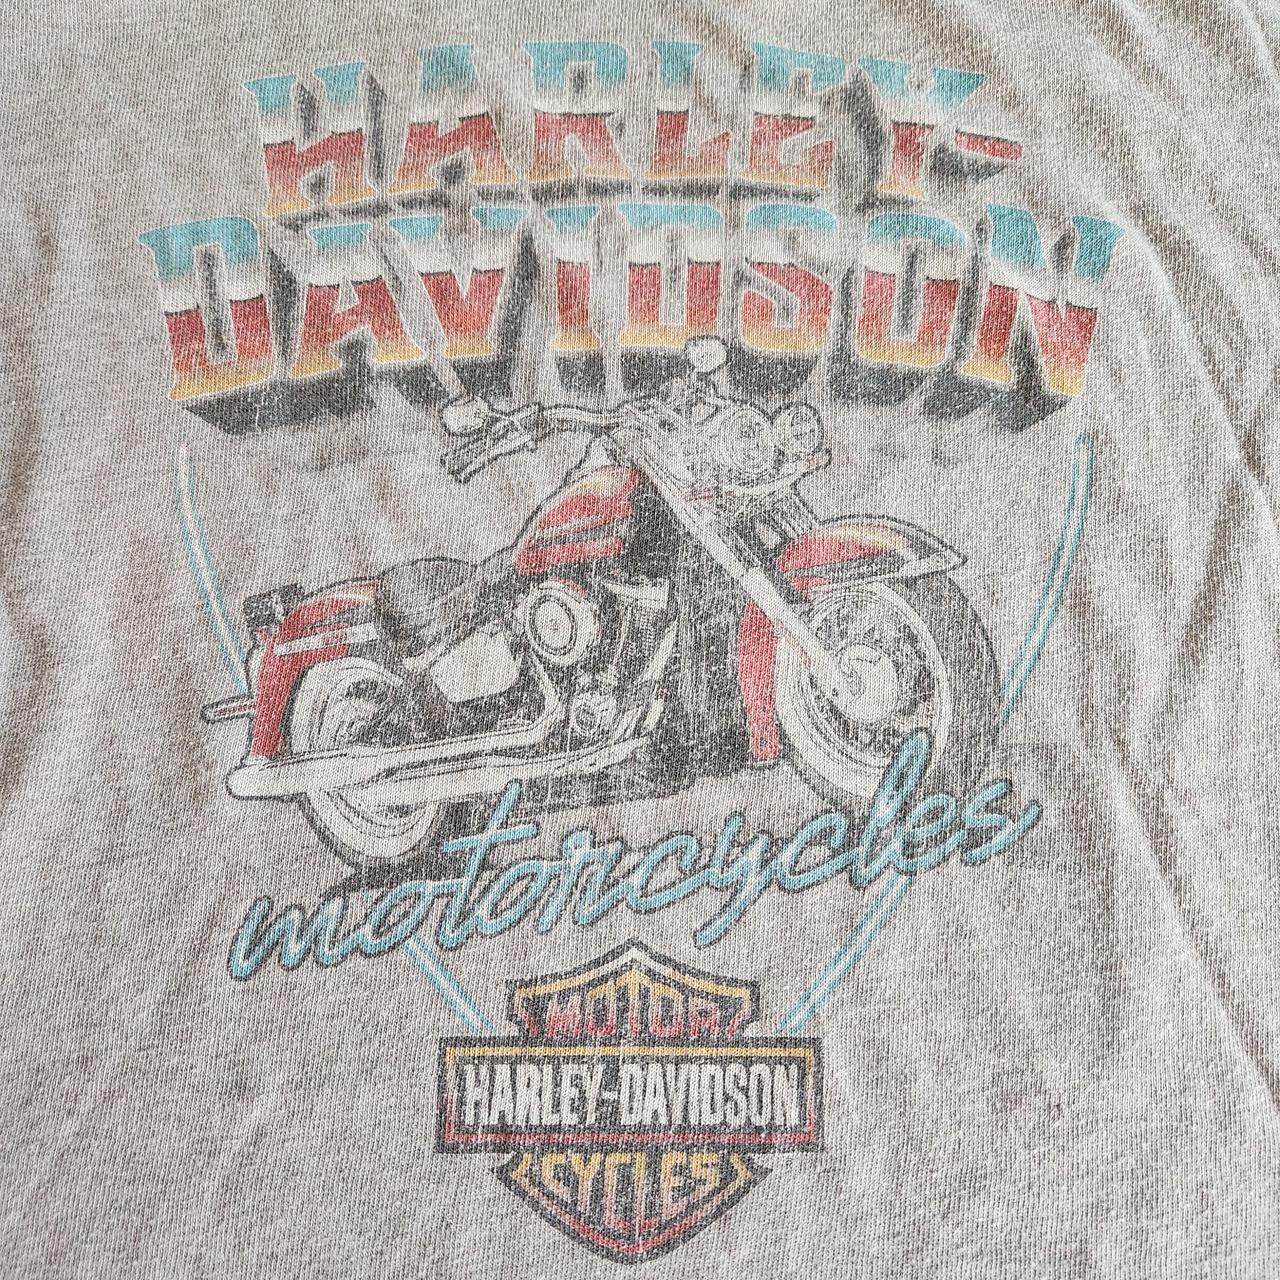 HARLEY-
DAVIDSON
motorcycles
MOTOR
HARLEY-DAVIDSON
CYCLES